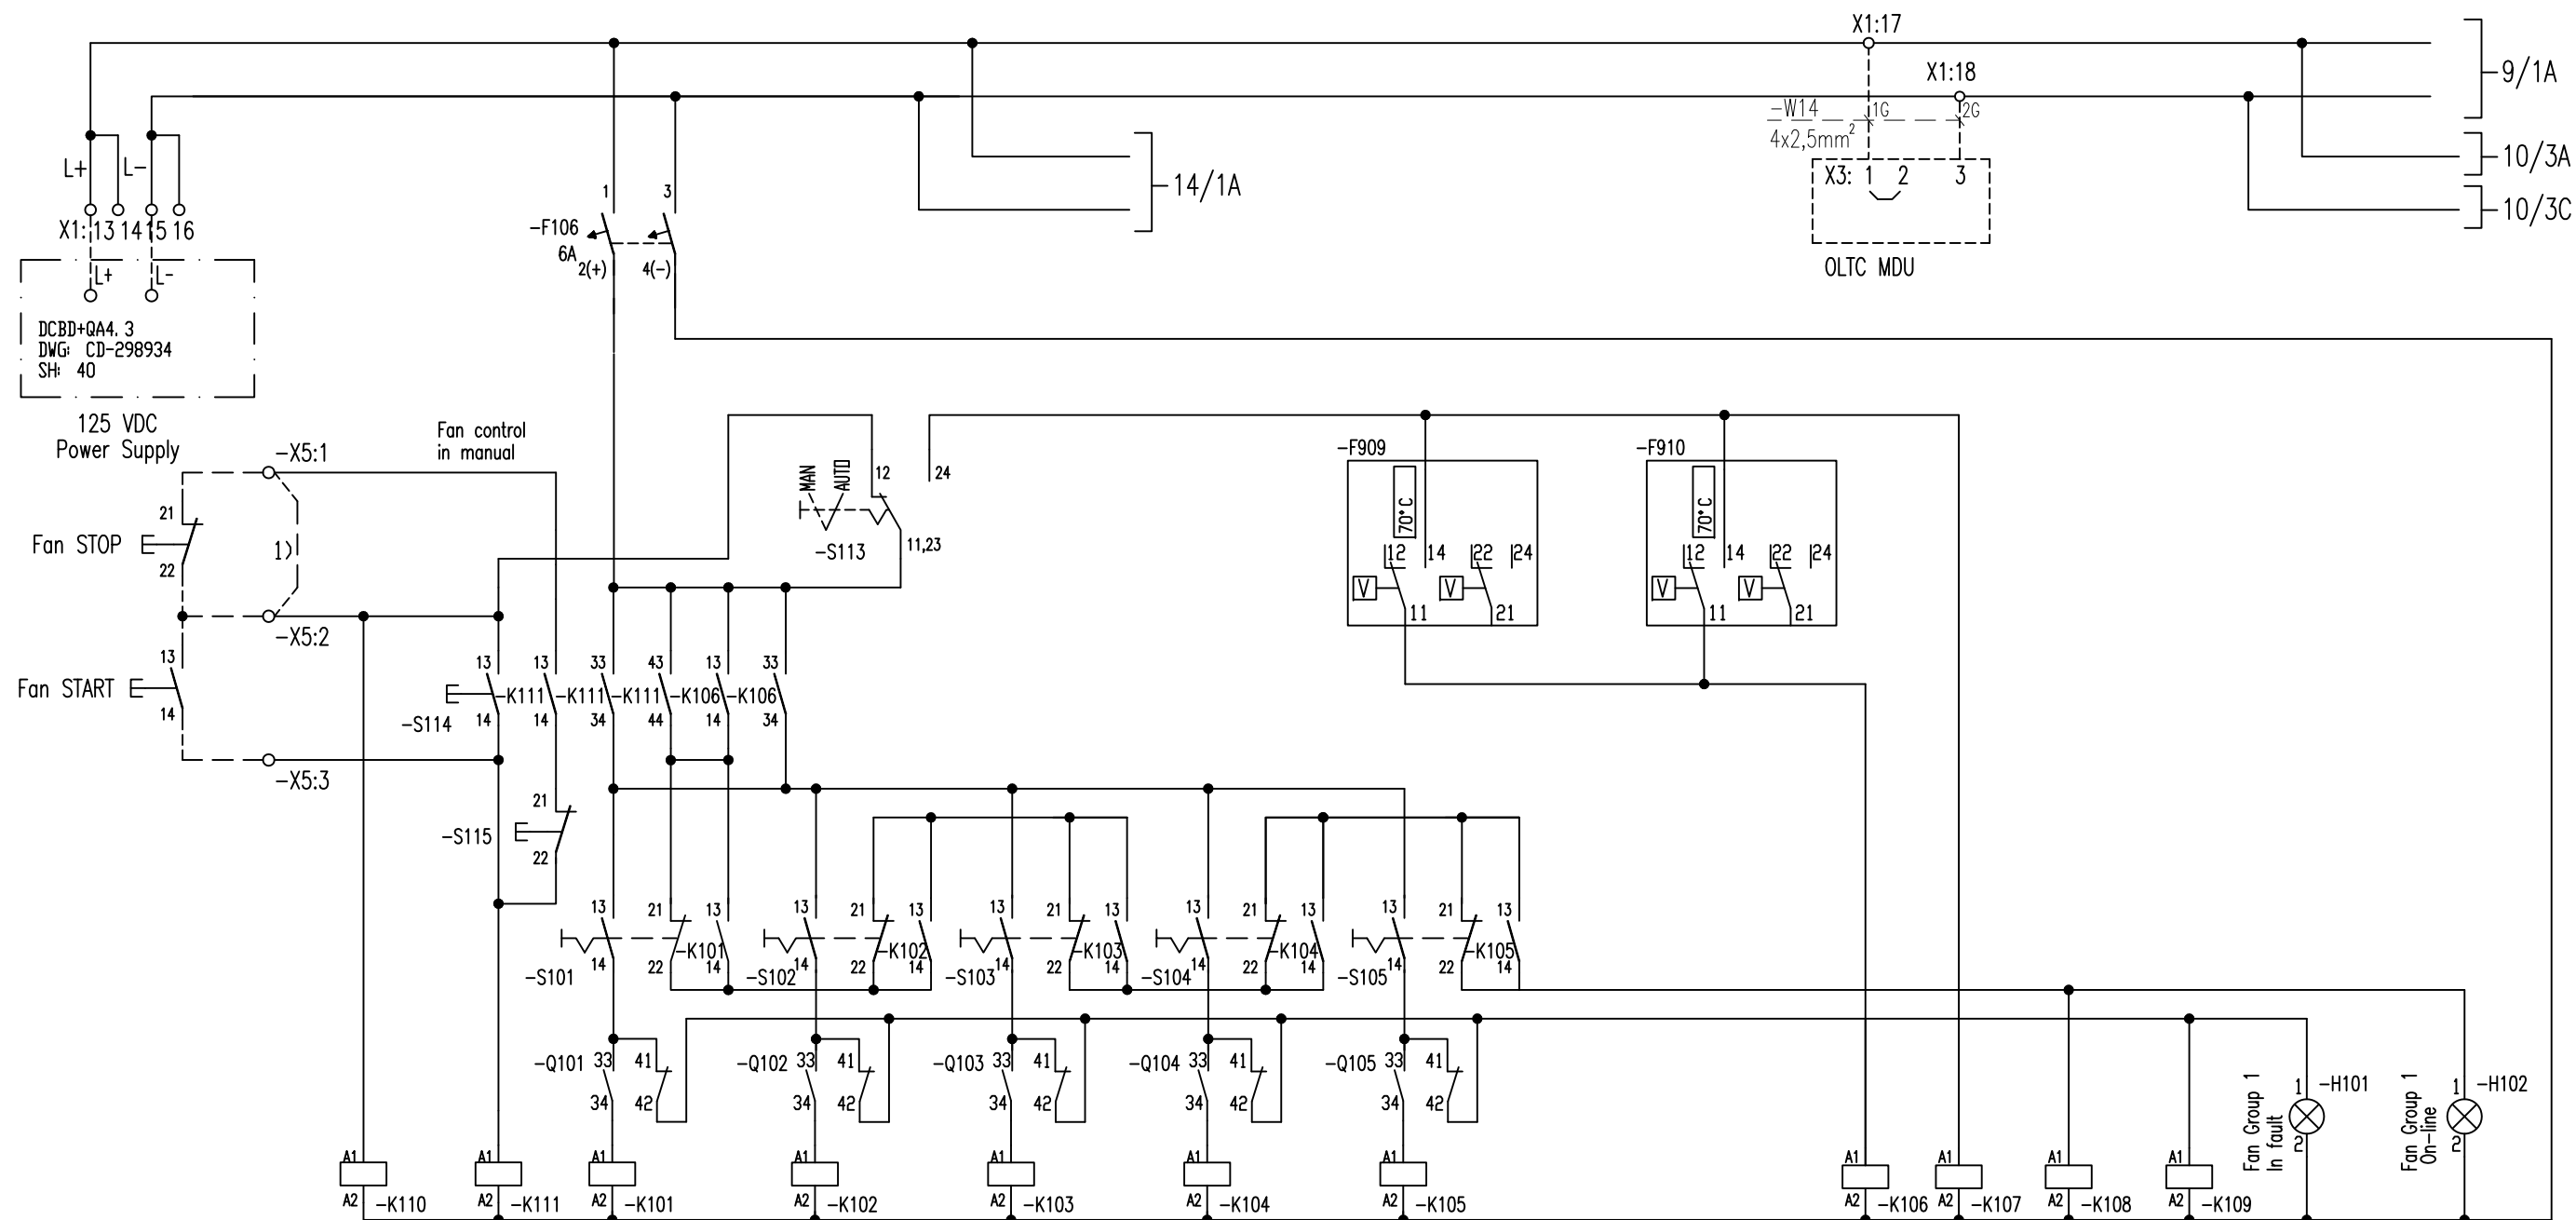 X1:17
X1:18
9/1A
-W14
1G
2G
4x2,5mm²
10/3A
L+
L-
14/1A
X3: 1 2 3
10/3C
X1: 13 14 15 16
1
3
-F106
6A
2(+)
4(-)
OLTC MDU
L+
L-
DCBD+QA4.3
DWG: CD-298934
SH: 40
125 VDC
Power Supply
Fan control
in manual
-X5:1
MAN
AUTO
12
24
-S113
11,23
-F909
70°C
12
14
22
24
V
V
11
21
-F910
70°C
12
14
22
24
V
V
11
21
21
Fan STOP
22
1)
-X5:2
13
Fan START
14
-X5:3
13
13
33
43
13
33
-S114
-K111
-K111
-K111
-K106
-K106
14
14
34
44
14
34
21
-S115
22
13
21
13
13
21
13
13
21
13
13
21
13
13
21
13
-K101
-K102
-K103
-K104
-K105
14
22
14
14
22
14
14
22
14
14
22
14
14
22
14
-S101
-S102
-S103
-S104
-S105
-Q101 33 41
-Q102 33 41
-Q103 33 41
-Q104 33 41
-Q105 33 41
34
42
34
42
34
42
34
42
34
42
Fan Group 1
In fault
1
-H101
2
Fan Group 1
On-line
1
-H102
2
A1
A1
A1
A1
A1
A1
A1
A1
A1
A1
A1
A2 -K110
A2 -K111
A2 -K101
A2 -K102
A2 -K103
A2 -K104
A2 -K105
A2 -K106
A2 -K107
A2 -K108
A2 -K109